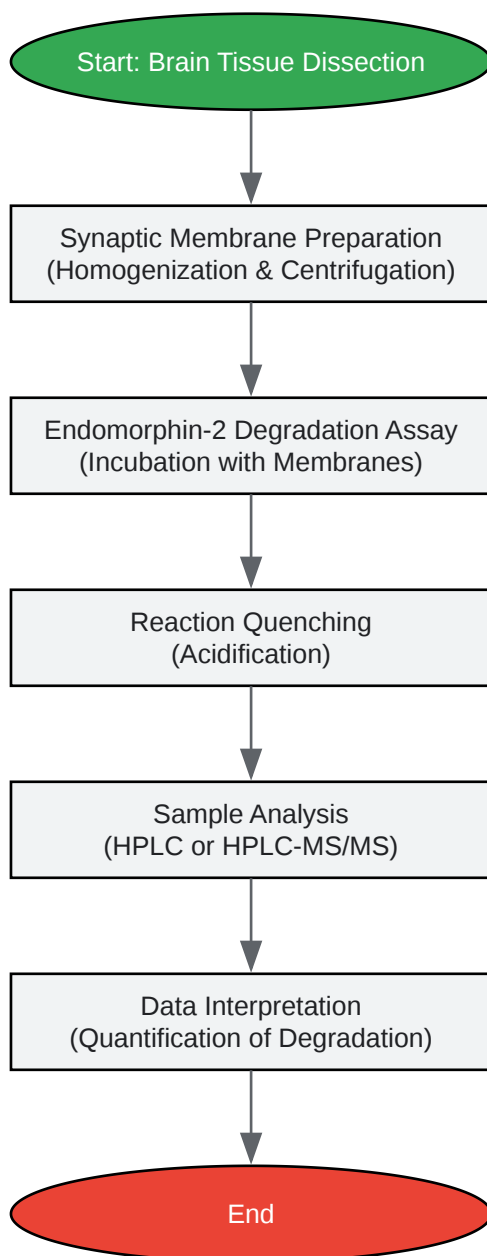 Start: Brain Tissue Dissection
Synaptic Membrane Preparation
(Homogenization & Centrifugation)
Endomorphin-2 Degradation Assay
(Incubation with Membranes)
Reaction Quenching
(Acidification)
Sample Analysis
(HPLC or HPLC-MS/MS)
Data Interpretation
(Quantification of Degradation)
End